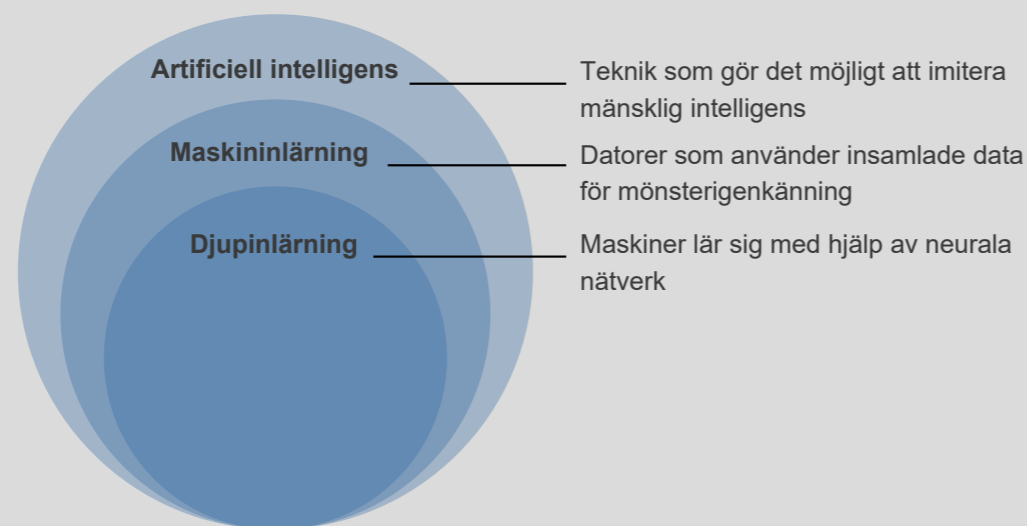 Artificiell intelligens
Teknik som gör det möjligt att imitera
mänsklig intelligens
Maskininlärning
Datorer som använder insamlade data
för mönsterigenkänning
Djupinlärning
Maskiner lär sig med hjälp av neurala
nätverk